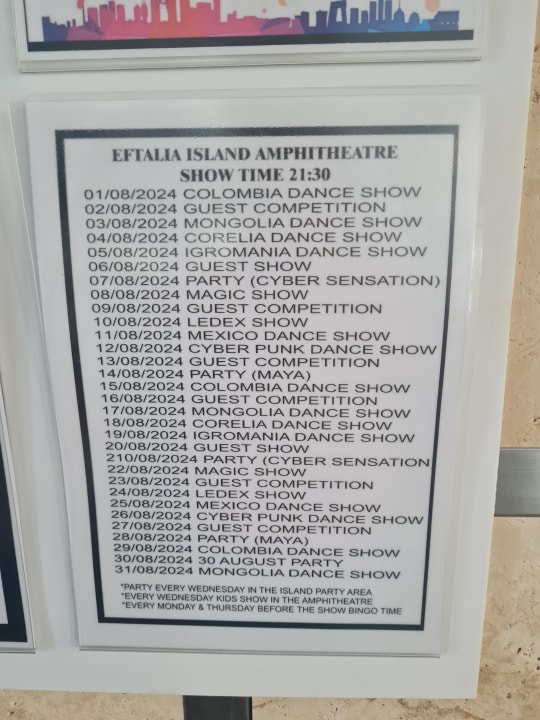 EFTALIA ISLAND AMPHITHEATRE
SHOW TIME 21:30
01/08/2024 COLOMBIA DANCE SHOW
02/08/2024 GUEST COMPETITION
03/08/2024 MONGOLIA DANCE SHOW
04/08/2024 CORELIA DANCE SHOW
05/08/2024 IGROMANIA DANCE SHOW
06/08/2024 GUEST SHOW
07/08/2024 PARTY (CYBER SENSATION)
08/08/2024 MAGIC SHOW
09/08/2024 GUEST COMPETITION
10/08/2024 LEDEX SHOW
11/08/2024 MEXICO DANCE SHOW
12/08/2024 CYBER PUNK DANCE SHOW
13/08/2024 GUEST COMPETITION
14/08/2024 PARTY (MAYA)
15/08/2024 COLOMBIA DANCE SHOW
16/08/2024 GUEST COMPETITION
17/08/2024 MONGOLIA DANCE SHOW
18/08/2024 CORELIA DANCE SHOW
19/08/2024 IGROMANIA DANCE SHOW
20/08/2024 GUEST SHOW
210/08/2024 PARTY (CYBER SENSATION
22/08/2024 MAGIC SHOW
23/08/2024 GUEST COMPETITION
24/08/2024 LEDEX SHOW
25/08/2024 MEXICO DANCE SHOW
26/08/2024 CYBER PUNK DANCE SHOW
27/08/2024 GUEST COMPETITION
28/08/2024 PARTY (MAYA)
29/08/2024 COLOMBIA DANCE SHOW
30/08/2024 30 AUGUST PARTY
31/08/2024 MONGOLIA DANCE SHOW
*PARTY EVERY WEDNESDAY IN THE ISLAND PARTY AREA
*EVERY WEDNESDAY KIDS SHOW IN THE AMPHITHEATRE
*EVERY MONDAY & THURSDAY BEFORE THE SHOW BINGO TIME